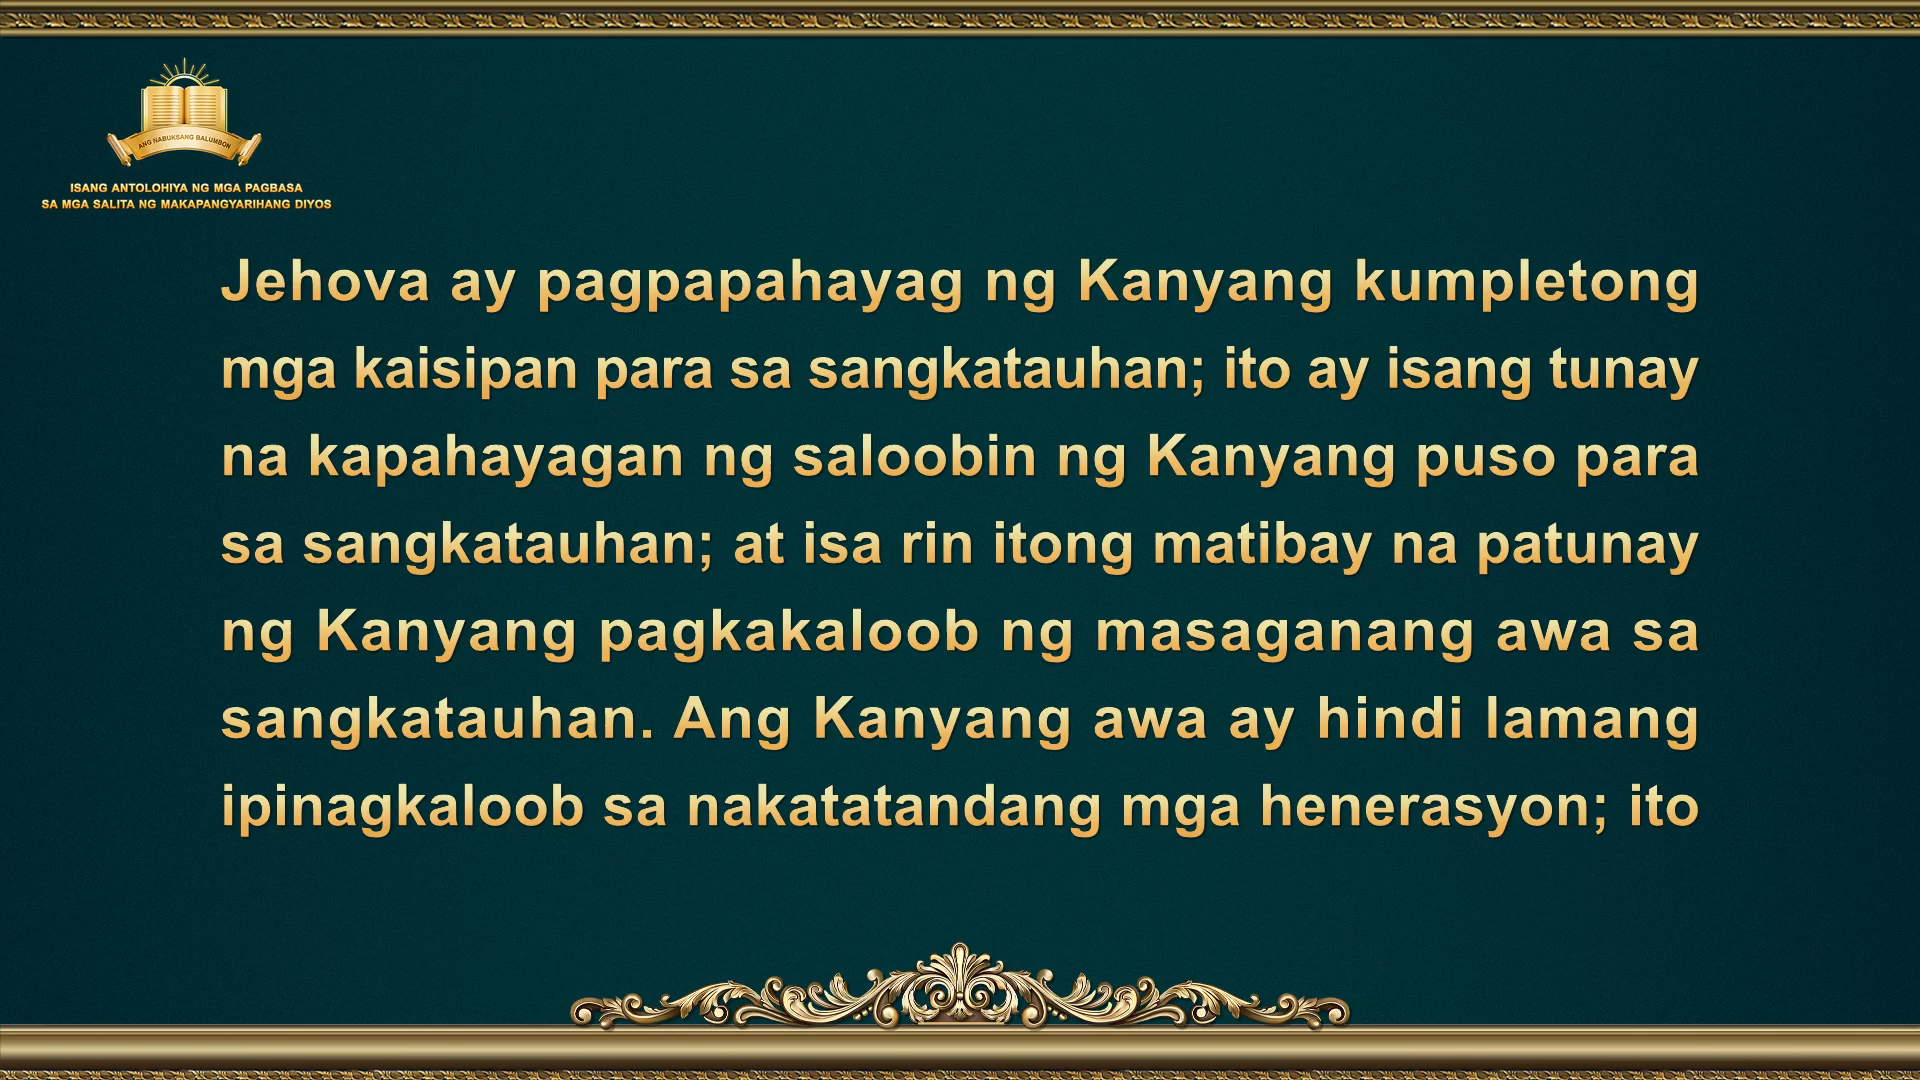 ANG NABUKSANG BALUMBON
ISANG ANTOLOHIYA NG MGA PAGBASA
SA MGA SALITA NG MAKAPANGYARIHANG DIYOS
Jehova ay pagpapahayag ng Kanyang kumpletong
mga kaisipan para sa sangkatauhan; ito ay isang tunay
na kapahayagan ng saloobin ng Kanyang puso para
sa sangkatauhan; at isa rin itong matibay na patunay
ng Kanyang pagkakaloob ng masaganang awa sa
sangkatauhan. Ang Kanyang awa ay hindi lamang
ipinagkaloob sa nakatatandang mga henerasyon; ito